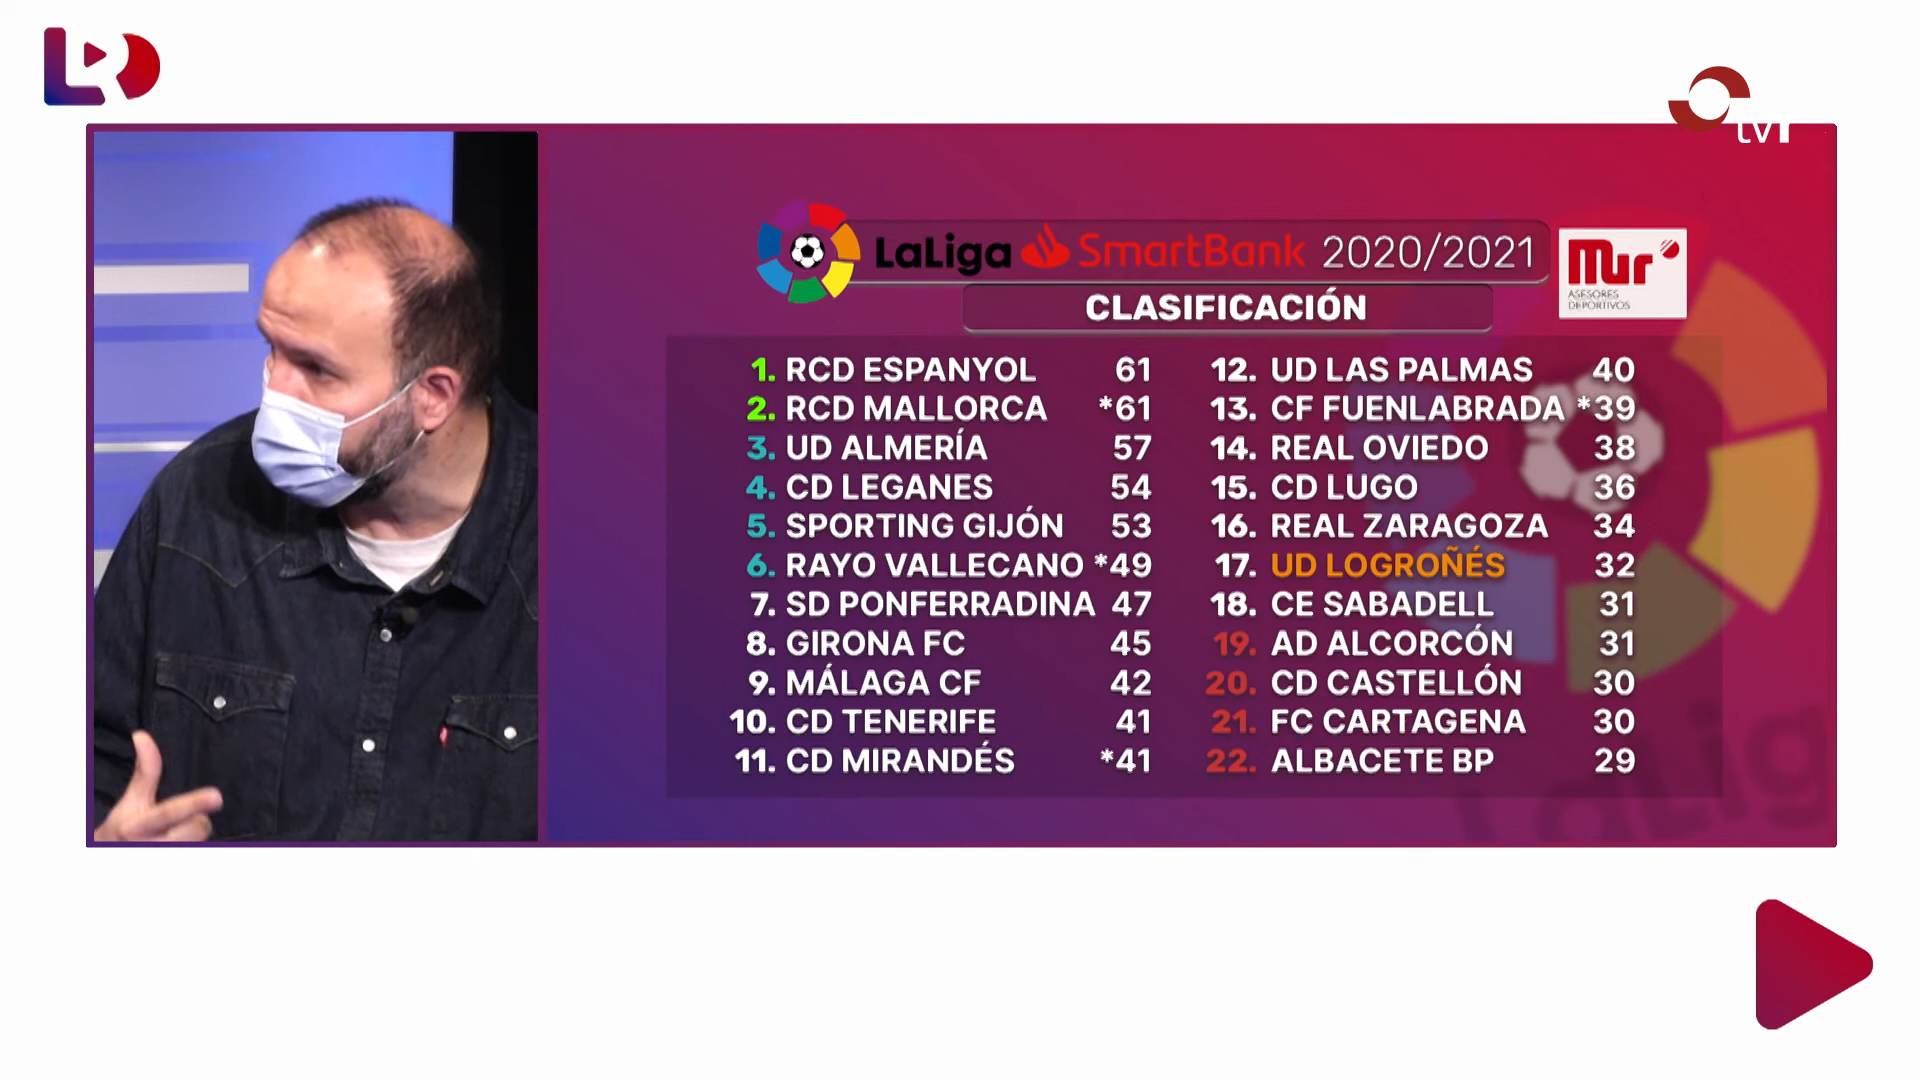 tvr
LaLiga SmartBank 2020/2021
Mur
ASESORES
DEPORTIVOS
CLASIFICACIÓN
1. RCD ESPANYOL 61
2. RCD MALLORCA *61
3. UD ALMERÍA 57
4. CD LEGANES 54
5. SPORTING GIJÓN 53
6. RAYO VALLECANO *49
7. SD PONFERRADINA 47
8. GIRONA FC 45
9. MÁLAGA CF 42
10. CD TENERIFE 41
11. CD MIRANDÉS *41
12. UD LAS PALMAS 40
13. CF FUENLABRADA *39
14. REAL OVIEDO 38
15. CD LUGO 36
16. REAL ZARAGOZA 34
17. UD LOGROÑÉS 32
18. CE SABADELL 31
19. AD ALCORCÓN 31
20. CD CASTELLÓN 30
21. FC CARTAGENA 30
22. ALBACETE BP 29
LaLig